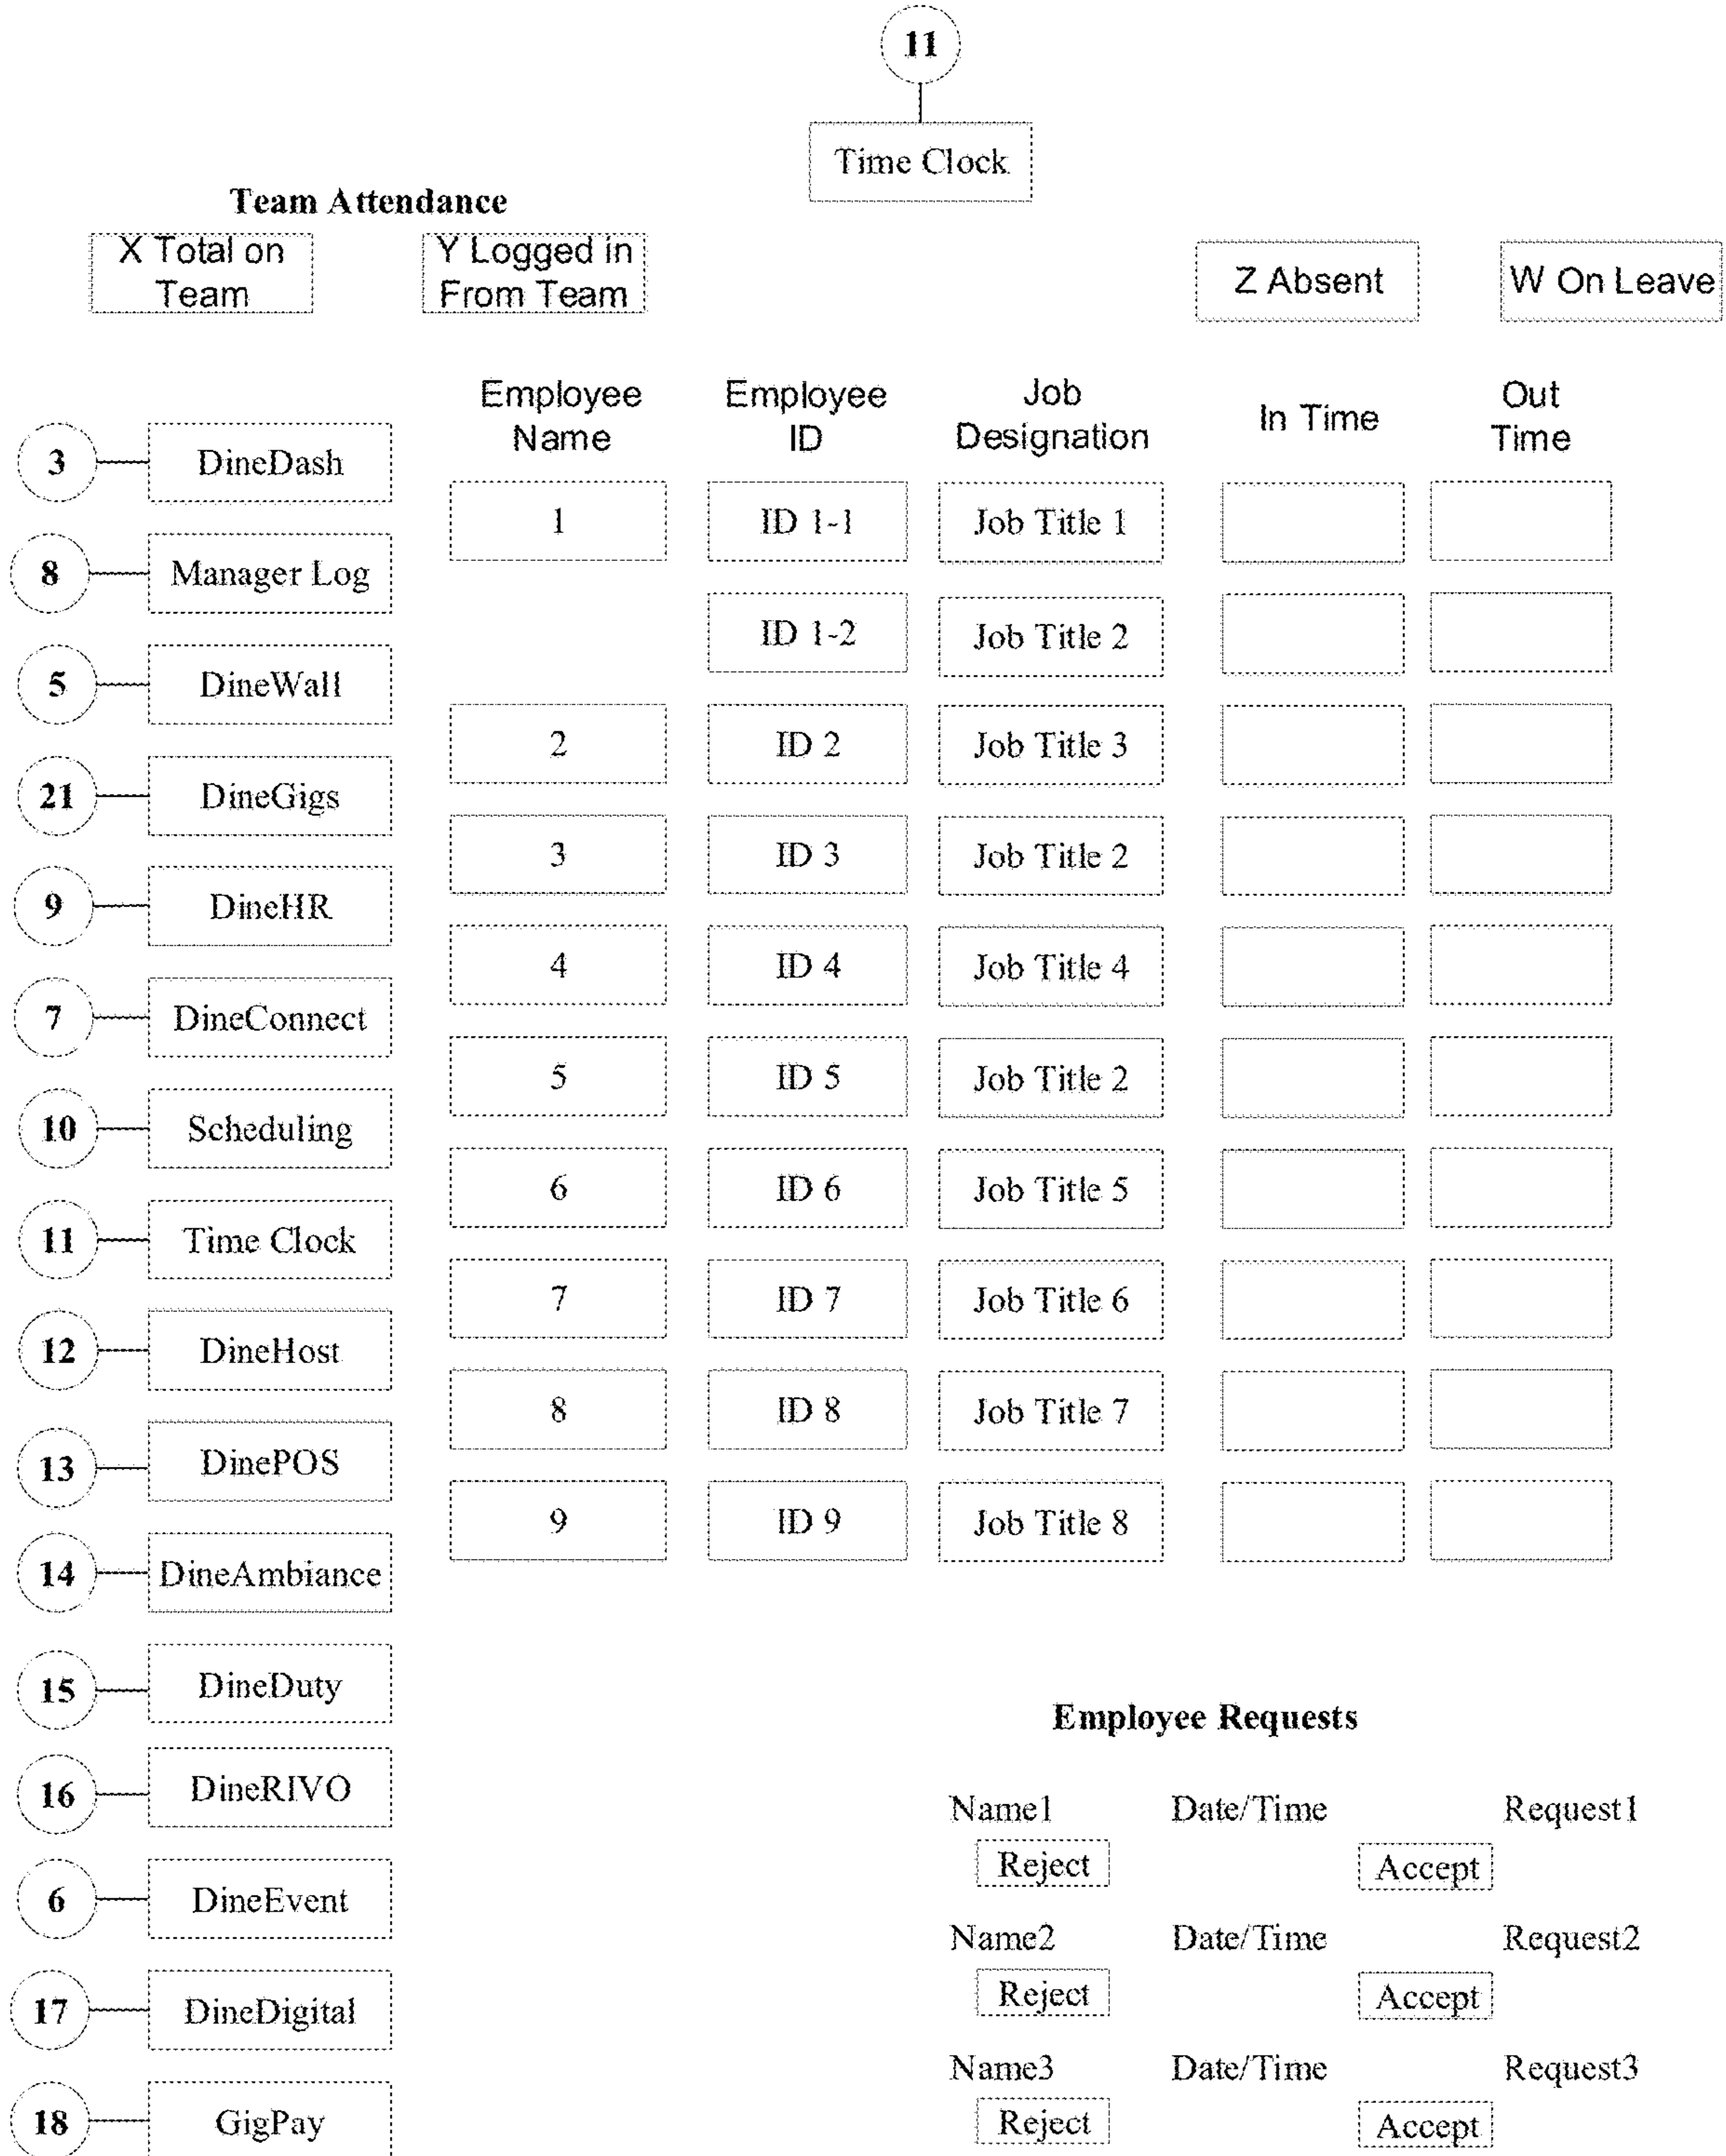 11
Time Clock
Team Attendance
X Total on
Team
Y Logged in
From Team
Z Absent
W On Leave
3 DineDash
8 Manager Log
5 DineWall
21 DineGigs
9 DineHR
7 DineConnect
10 Scheduling
11 Time Clock
12 DineHost
13 DinePOS
14 DineAmbiance
15 DineDuty
16 DineRIVO
6 DineEvent
17 DineDigital
18 GigPay
Employee
Name
Employee
ID
Job
Designation
In Time
Out
Time
1 ID 1-1 Job Title 1
ID 1-2 Job Title 2
2 ID 2 Job Title 3
3 ID 3 Job Title 2
4 ID 4 Job Title 4
5 ID 5 Job Title 2
6 ID 6 Job Title 5
7 ID 7 Job Title 6
8 ID 8 Job Title 7
9 ID 9 Job Title 8
Employee Requests
Name1 Date/Time Request1
Reject Accept
Name2 Date/Time Request2
Reject Accept
Name3 Date/Time Request3
Reject Accept